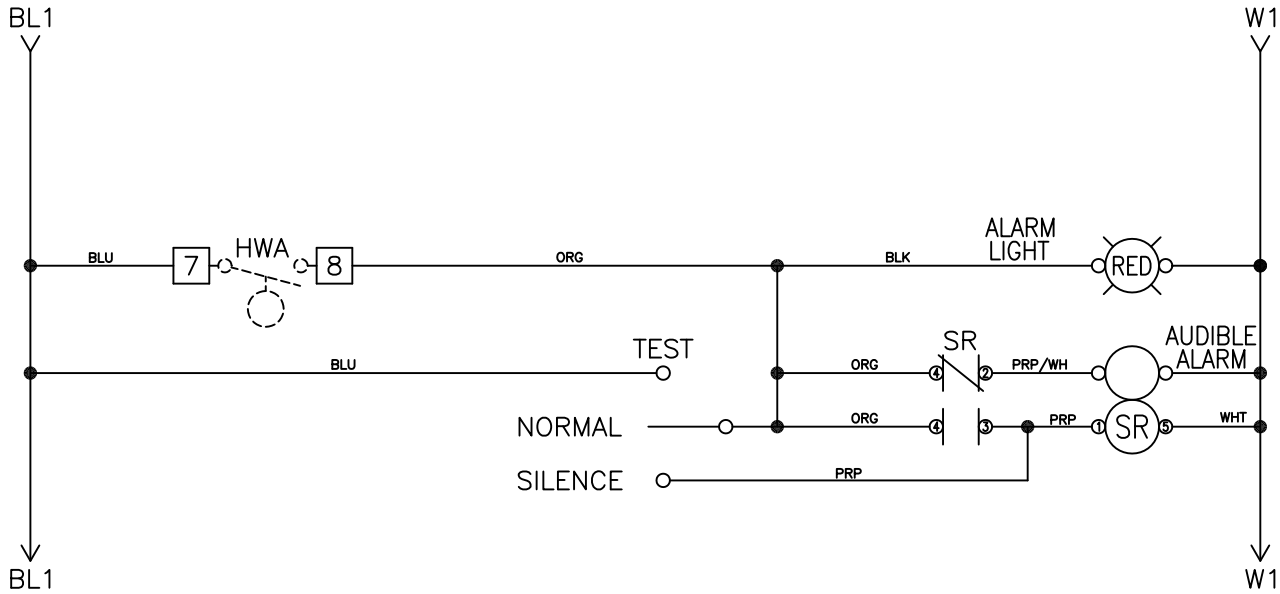 BL1
W1
BLU
7
HWA
8
ORG
BLK
ALARM
LIGHT
RED
BLU
TEST
ORG
SR
4
2
PRP/WH
AUDIBLE
ALARM
NORMAL
ORG
4
3
PRP
1
SR
5
WHT
SILENCE
PRP
BL1
W1